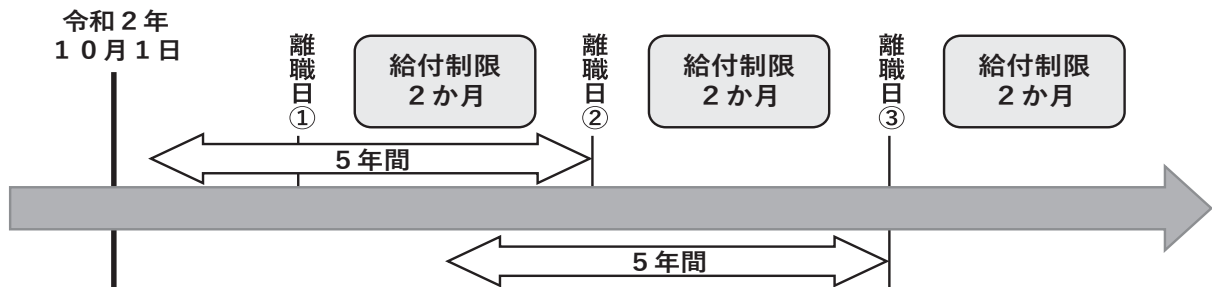 令和２年
１０月１日
離職日①
給付制限
２か月
離職日②
給付制限
２か月
離職日③
給付制限
２か月
５年間
５年間